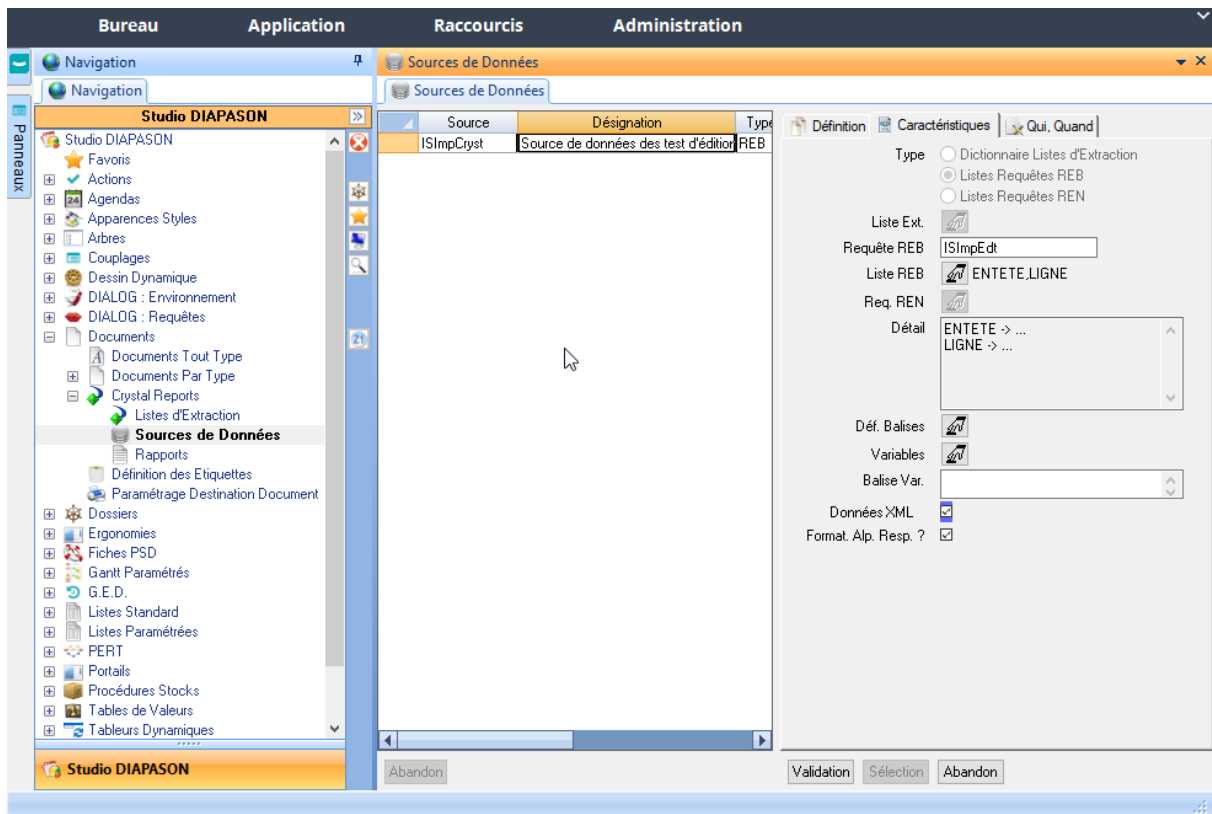 Bureau Application Raccourcis Administration
Panneaux
Navigation
Navigation
Studio DIAPASON
Studio DIAPASON
Favoris
Actions
24 Agendas
Apparences Styles
Arbres
Couplages
Dessin Dynamique
DIALOG : Environnement
DIALOG : Requêtes
Documents
Documents Tout Type
Documents Par Type
Crystal Reports
Listes d'Extraction
Sources de Données
Rapports
Définition des Etiquettes
Paramétrage Destination Document
Dossiers
Ergonomies
Fiches PSD
Gantt Paramétrés
G.E.D.
Listes Standard
Listes Paramétrées
PERT
Portails
Procédures Stocks
Tables de Valeurs
Tableurs Dynamiques
Studio DIAPASON
21
Sources de Données
Sources de Données
Source Désignation Type
ISImpCryst Source de données des test d'édition REB
Abandon
Définition Caractéristiques Qui, Quand
Type Dictionnaire Listes d'Extraction
Listes Requêtes REB
Listes Requêtes REN
Liste Ext.
Requête REB ISImpEdt
Liste REB ENTETE,LIGNE
Req. REN
Détail ENTETE -> ...
LIGNE -> ...
Déf. Balises
Variables
Balise Var.
Données XML
Format. Alp. Resp. ?
Validation Sélection Abandon